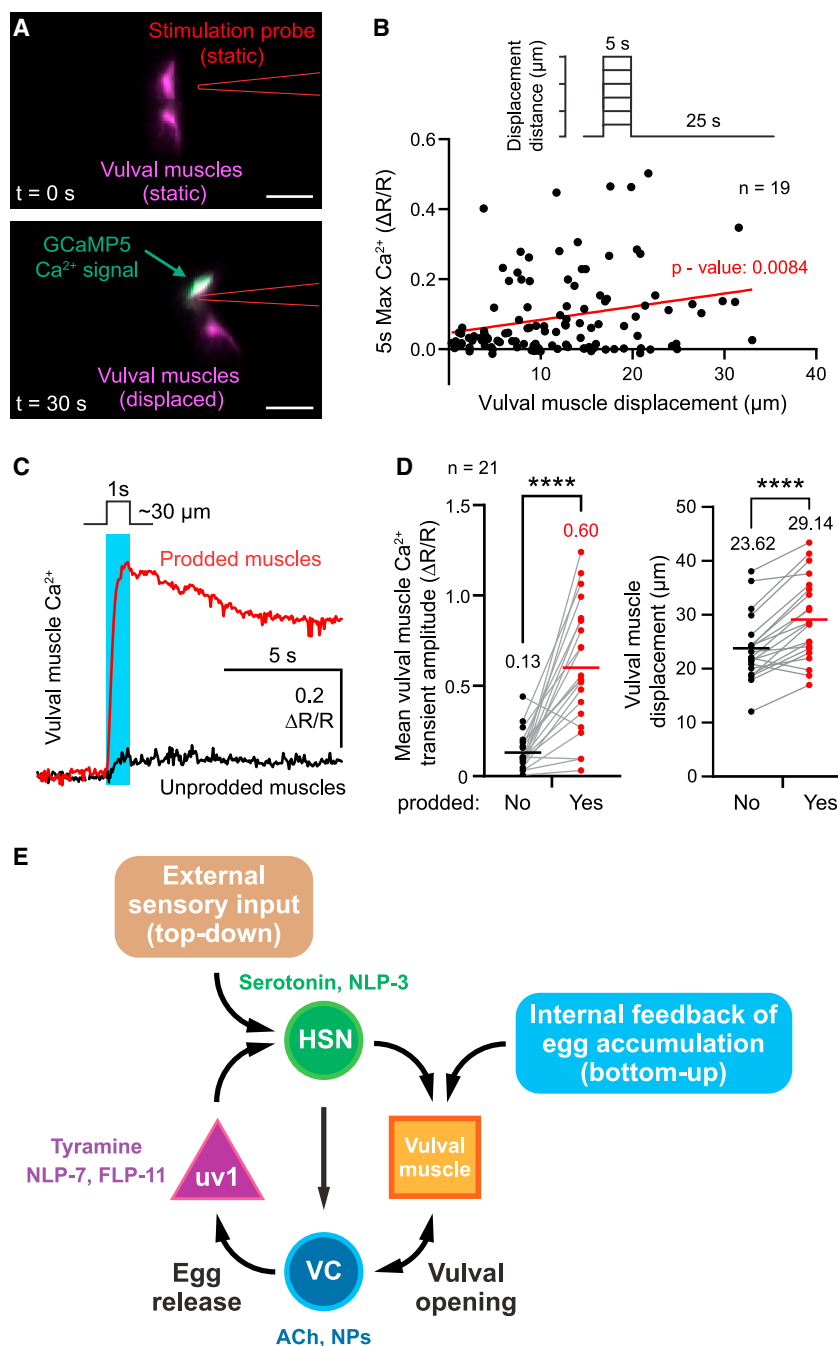 A
Stimulation probe
(static)
Vulval muscles
(static)
t = 0 s
GCaMP5
Ca²⁺ signal
Vulval muscles
(displaced)
t = 30 s
B
Displacement
distance (µm)
5 s
25 s
n = 19
p - value: 0.0084
5s Max Ca²⁺ (ΔR/R)
0.6
0.4
0.2
0.0
10
20
30
40
Vulval muscle displacement (µm)
C
1s
~30 µm
Prodded muscles
Vulval muscle Ca²⁺
5 s
0.2
ΔR/R
Unprodded muscles
D
n = 21
****
Mean vulval muscle Ca²⁺
transient amplitude (ΔR/R)
1.5
1.0
0.5
0
0.13
0.60
prodded:
No
Yes
****
Vulval muscle
displacement (µm)
50
40
30
20
10
0
23.62
29.14
No
Yes
E
External
sensory input
(top-down)
Serotonin, NLP-3
HSN
Internal feedback of
egg accumulation
(bottom-up)
Tyramine
NLP-7, FLP-11
uv1
Vulval
muscle
VC
Egg
release
Vulval
opening
ACh, NPs